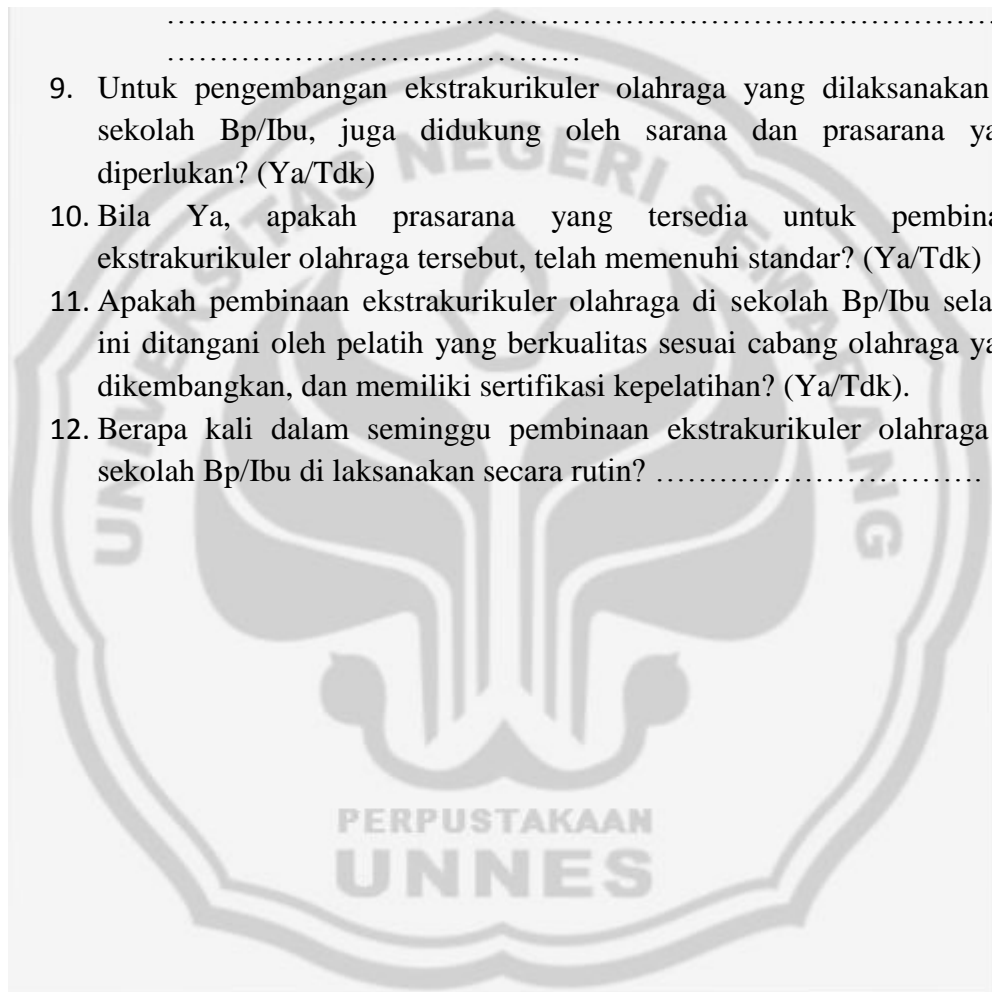 ……………………………………………………………………
…………………………………
9. Untuk pengembangan ekstrakurikuler olahraga yang dilaksanakan
sekolah Bp/Ibu, juga didukung oleh sarana dan prasarana ya
diperlukan? (Ya/Tdk)
10. Bila Ya, apakah prasarana yang tersedia untuk pembina
ekstrakurikuler olahraga tersebut, telah memenuhi standar? (Ya/Tdk)
11. Apakah pembinaan ekstrakurikuler olahraga di sekolah Bp/Ibu sela
ini ditangani oleh pelatih yang berkualitas sesuai cabang olahraga ya
dikembangkan, dan memiliki sertifikasi kepelatihan? (Ya/Tdk).
12. Berapa kali dalam seminggu pembinaan ekstrakurikuler olahraga
sekolah Bp/Ibu di laksanakan secara rutin? ………………………….
UNIVERSITAS NEGERI SEMARANG
PERPUSTAKAAN
UNNES